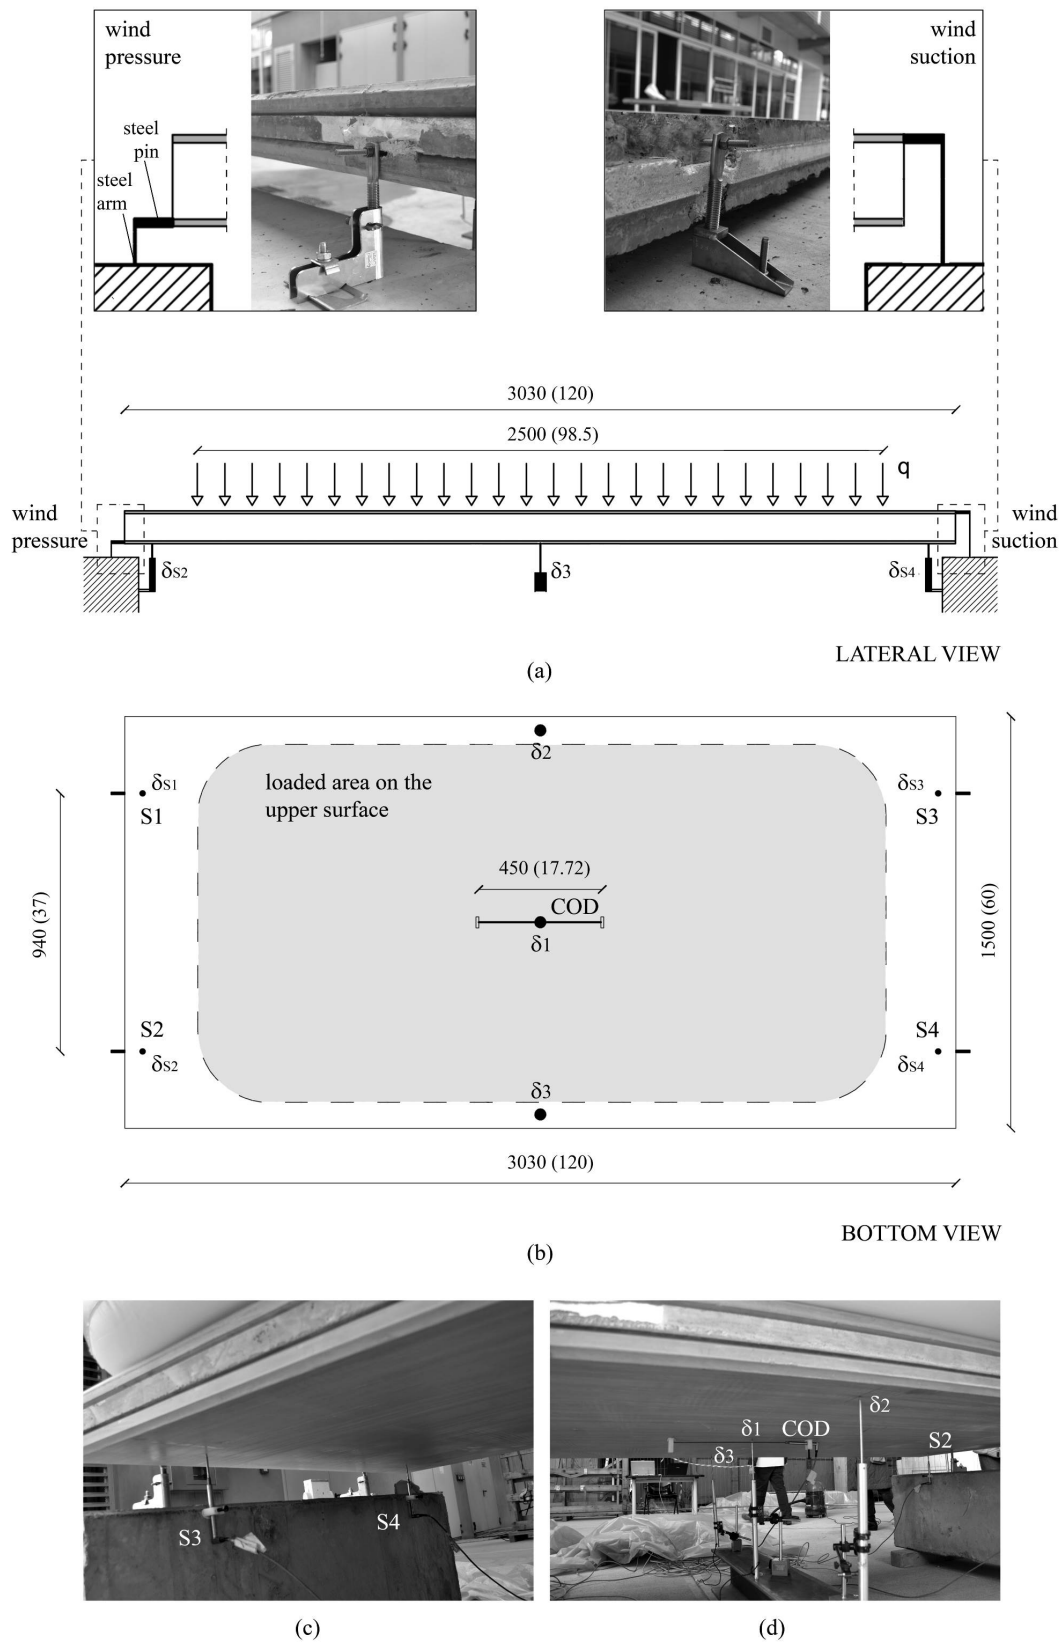 wind
pressure
steel
pin
steel
arm
wind
suction
3030 (120)
2500 (98.5)
q
wind
pressure
δS2
δ3
δS4
wind
suction
LATERAL VIEW
(a)
δ2
loaded area on the
upper surface
δS1
S1
δS3
S3
450 (17.72)
COD
δ1
940 (37)
1500 (60)
S2
δS2
S4
δS4
δ3
3030 (120)
BOTTOM VIEW
(b)
S3
S4
δ2
δ1
COD
δ3
S2
(c)
(d)